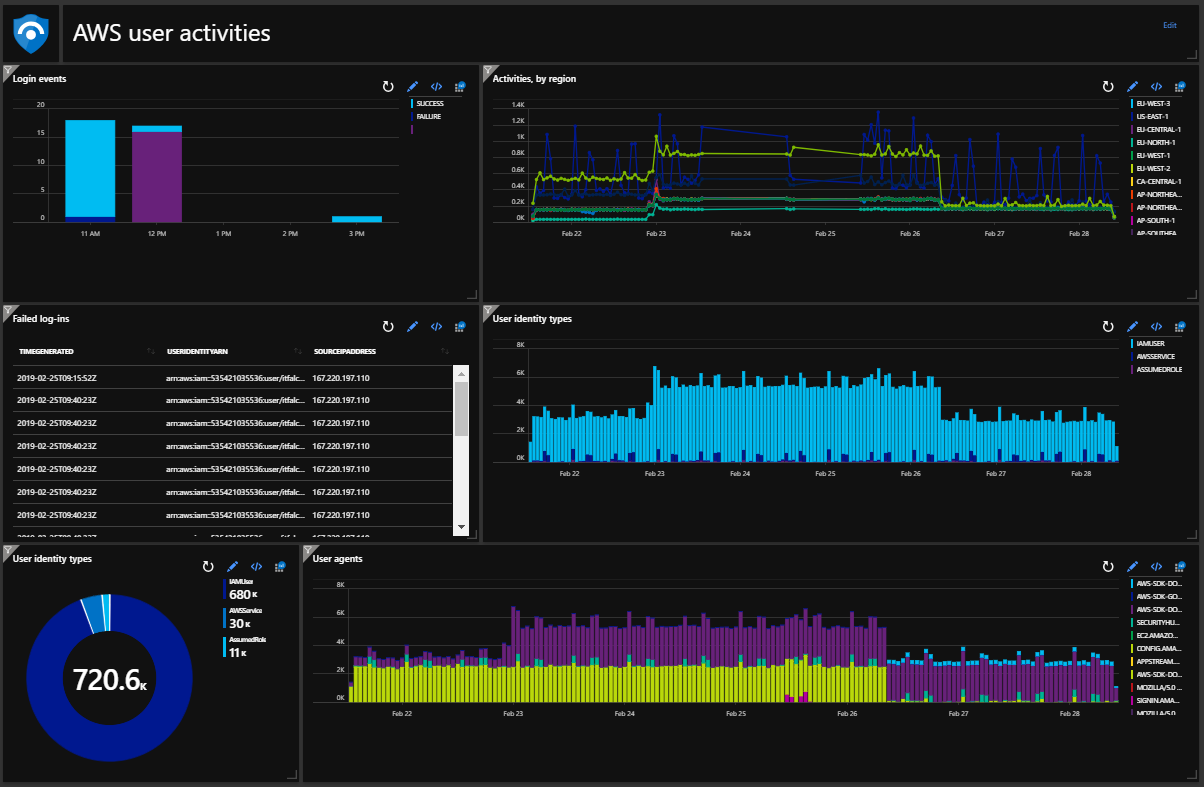 AWS user activities
Edit
Login events
20
15
10
5
0
11 AM
12 PM
1 PM
2 PM
3 PM
SUCCESS
FAILURE
Activities, by region
1.4K
1.2K
1K
0.8K
0.6K
0.4K
0.2K
0K
Feb 22
Feb 23
Feb 24
Feb 25
Feb 26
Feb 27
Feb 28
EU-WEST-3
US-EAST-1
EU-CENTRAL-1
EU-NORTH-1
EU-WEST-1
EU-WEST-2
CA-CENTRAL-1
AP-NORTHEA...
AP-NORTHEA...
AP-SOUTH-1
AP-SOUTHEA
Failed log-ins
TIMEGENERATED USERIDENTITYARN SOURCEIPADDRESS
2019-02-25T09:15:52Z arn:aws:iam::535421035536:user/itfalc... 167.220.197.110
2019-02-25T09:40:23Z arn:aws:iam::535421035536:user/itfalc... 167.220.197.110
2019-02-25T09:40:23Z arn:aws:iam::535421035536:user/itfalc... 167.220.197.110
2019-02-25T09:40:23Z arn:aws:iam::535421035536:user/itfalc... 167.220.197.110
2019-02-25T09:40:23Z arn:aws:iam::535421035536:user/itfalc... 167.220.197.110
2019-02-25T09:40:23Z arn:aws:iam::535421035536:user/itfalc... 167.220.197.110
2019-02-25T09:40:23Z arn:aws:iam::535421035536:user/itfalc... 167.220.197.110
User identity types
8K
6K
4K
2K
0K
Feb 22
Feb 23
Feb 24
Feb 25
Feb 26
Feb 27
Feb 28
IAMUSER
AWSSERVICE
ASSUMEDROLE
User identity types
720.6K
IAMUser
680 K
AWSService
30 K
AssumedRole
11 K
User agents
8K
6K
4K
2K
0K
Feb 22
Feb 23
Feb 24
Feb 25
Feb 26
Feb 27
Feb 28
AWS-SDK-DO...
AWS-SDK-GO...
AWS-SDK-DO...
SECURITYHU...
EC2.AMAZO...
CONFIG.AMA...
APPSTREAM....
AWS-SDK-DO...
MOZILLA/5.0 ...
SIGNIN.AMA...
MOZILLA/5.0